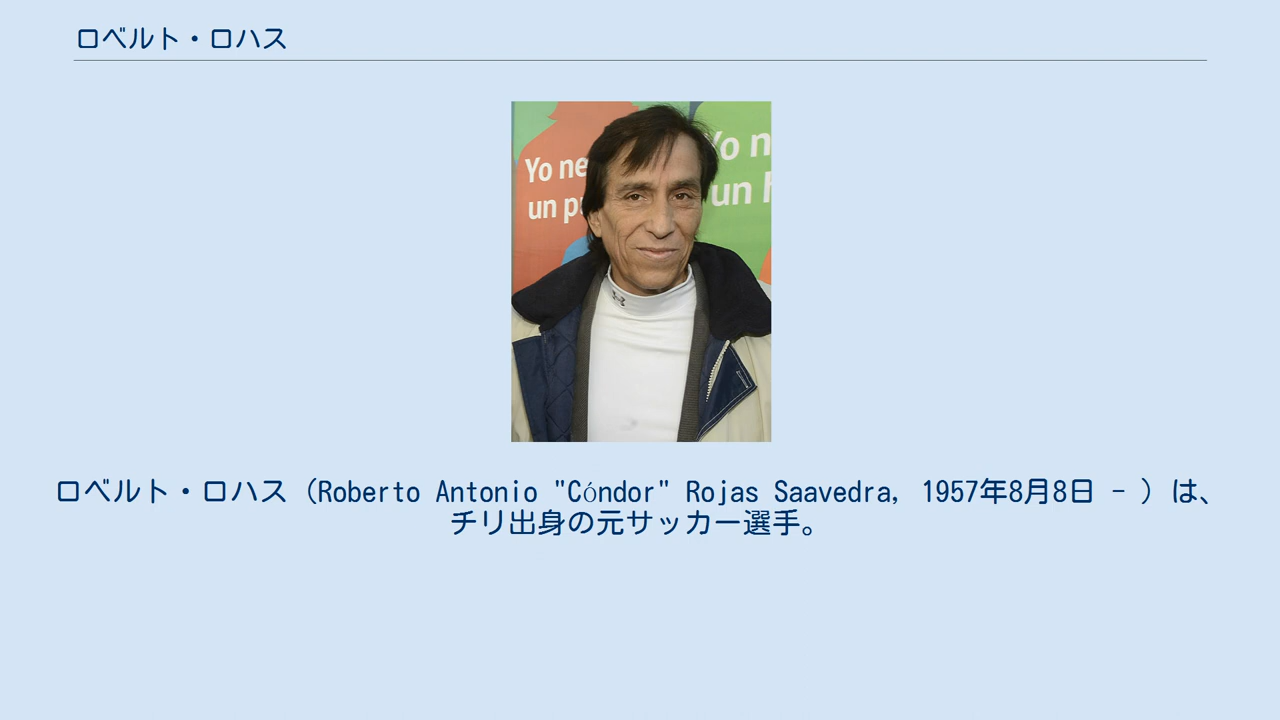 ロベルト・ロハス
Yo ne
un p
Yo n
un h
ロベルト・ロハス（Roberto Antonio "Cóndor" Rojas Saavedra, 1957年8月8日 - ）は、
チリ出身の元サッカー選手。